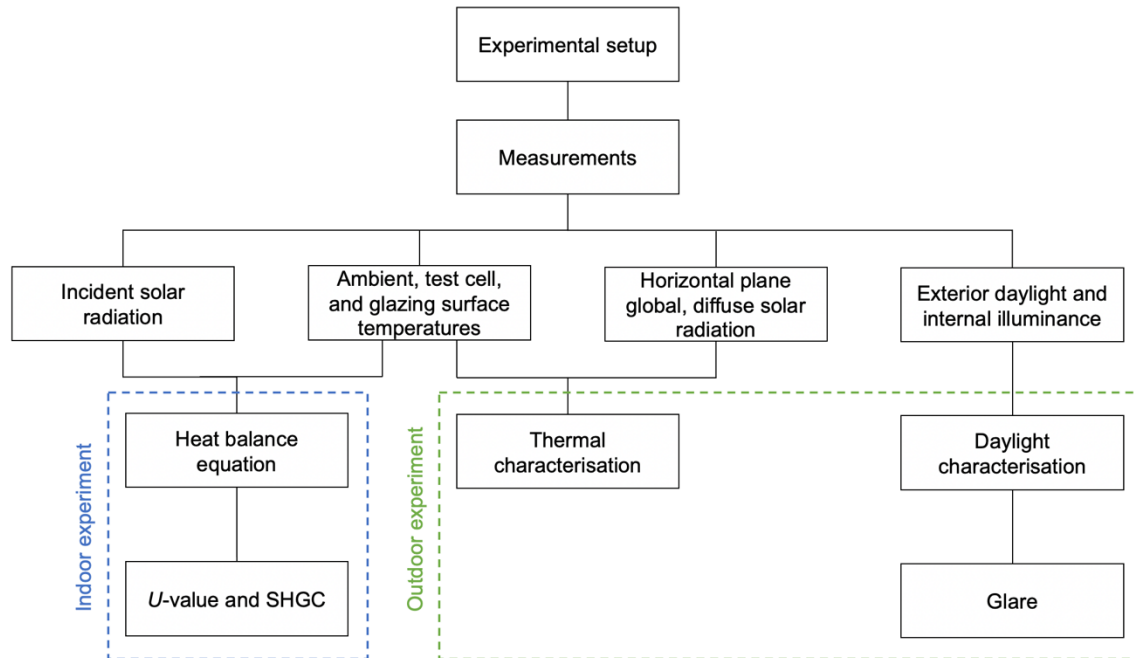 Experimental setup
Measurements
Incident solar
radiation
Ambient, test cell,
and glazing surface
temperatures
Horizontal plane
global, diffuse solar
radiation
Exterior daylight and
internal illuminance
Indoor experiment
Heat balance
equation
U-value and SHGC
Outdoor experiment
Thermal
characterisation
Daylight
characterisation
Glare